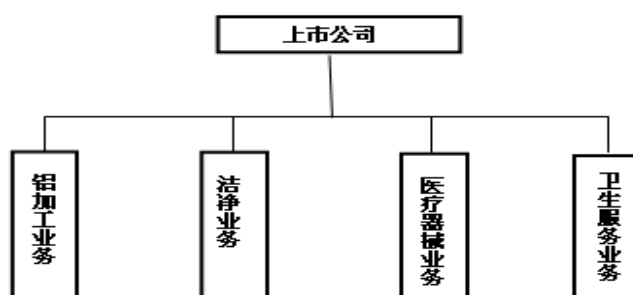 上市公司
铝加工业务
洁净业务
医疗器械业务
卫生服务业务